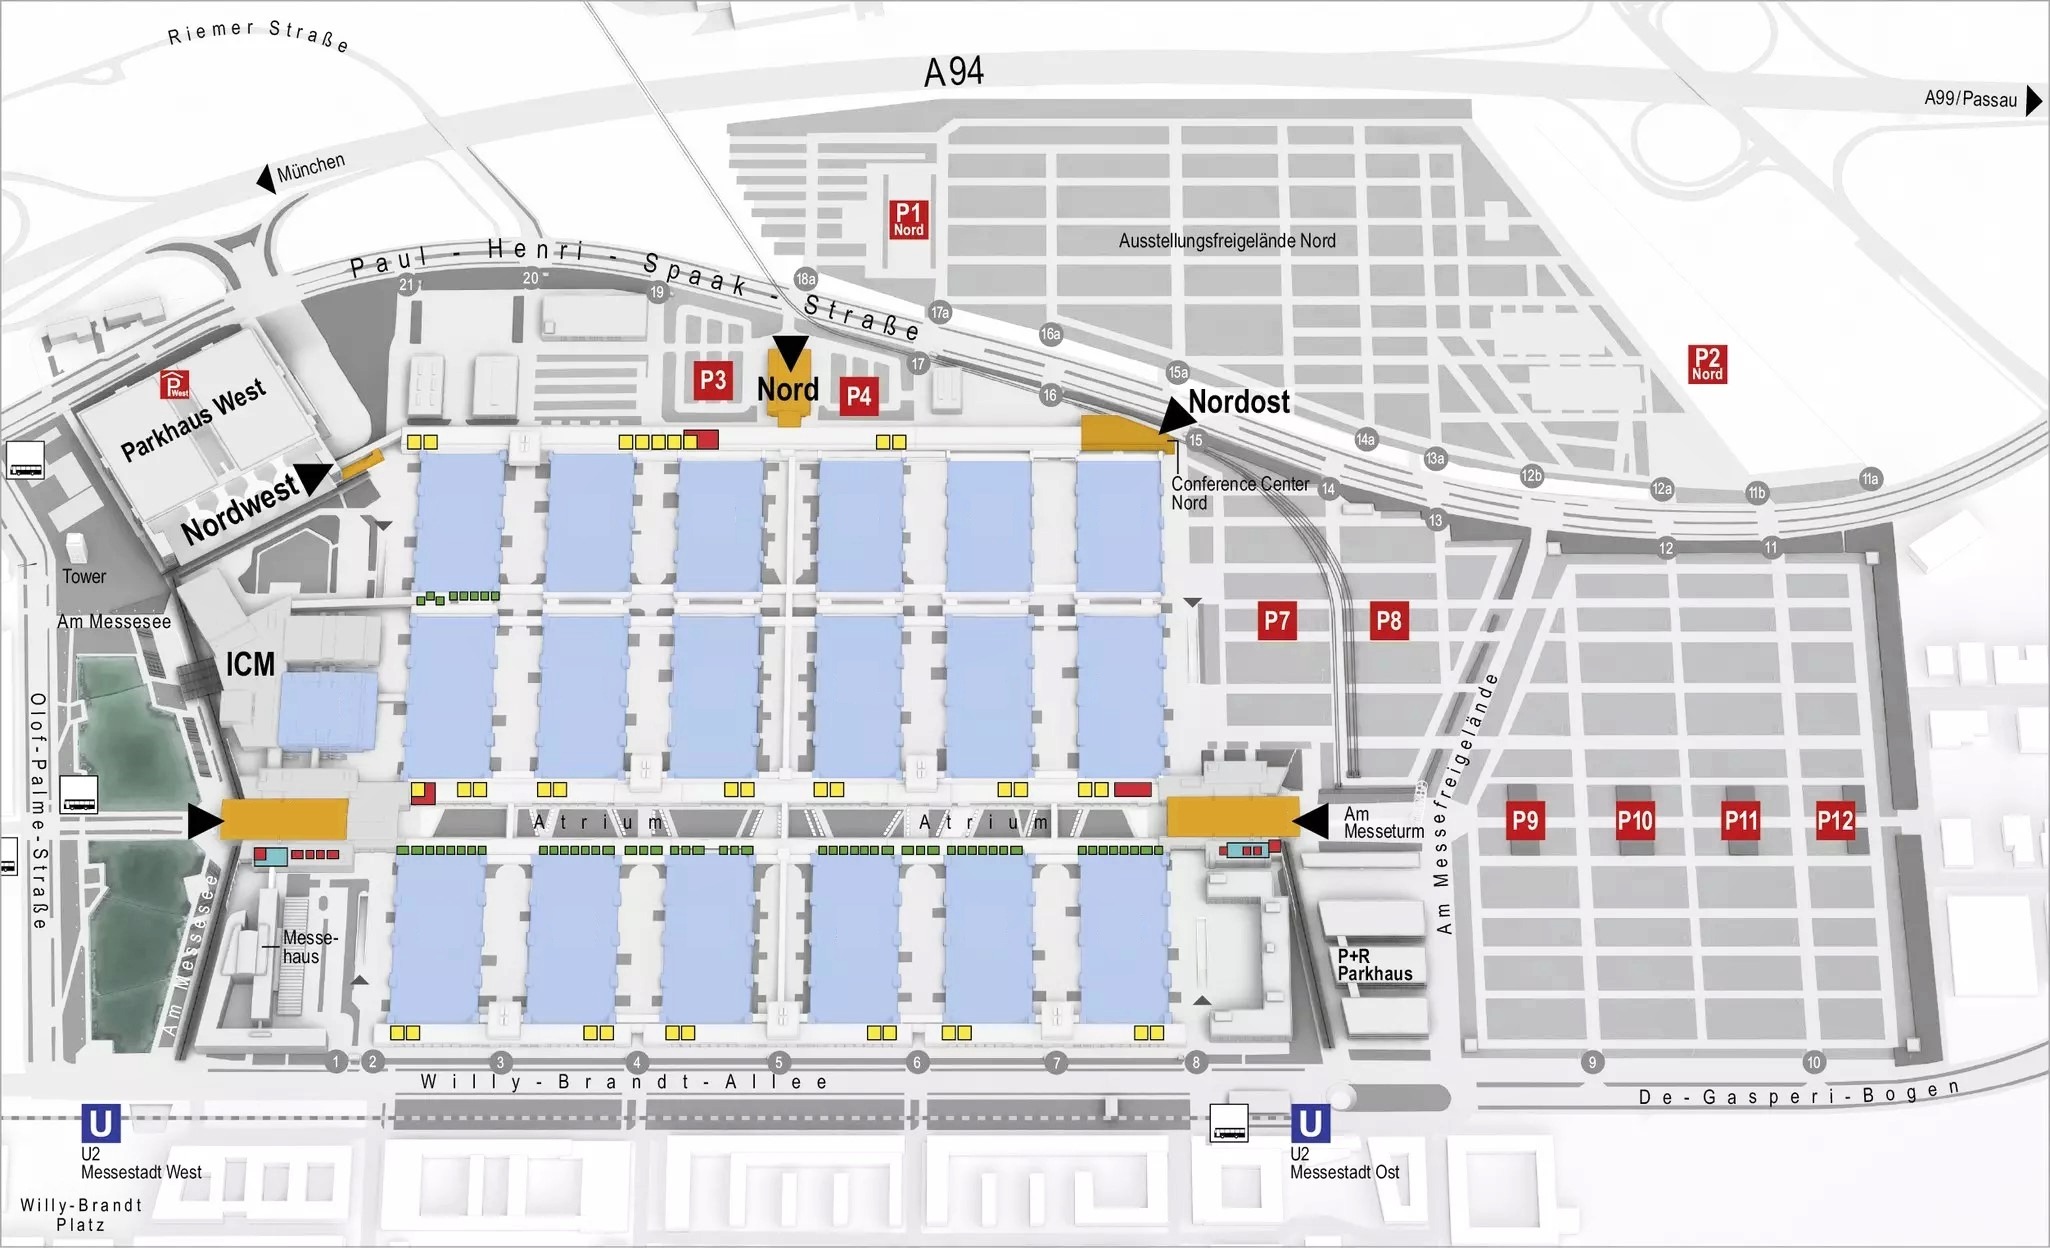 Riemer Straße
A94
A99/Passau
München
P1
Nord
Ausstellungsfreigelände Nord
Paul-Henri-Spaak-Straße
21
20
19
18a
17a
16a
15a
14a
13a
12b
12a
11b
11a
17
16
15
14
13
12
11
P2
Nord
P
West
Parkhaus West
P3
Nord
P4
Nordost
Nordwest
Conference Center
Nord
Tower
Am Messesee
ICM
P7
P8
Olof-Palme-Straße
Atrium
Atrium
Am
Messeturm
Am Messefreigelände
P9
P10
P11
P12
Am Messesee
Messe-
haus
P+R
Parkhaus
1
2
3
4
5
6
7
8
9
10
Willy-Brandt-Allee
De-Gasperi-Bogen
U
U2
Messestadt West
U
U2
Messestadt Ost
Willy-Brandt
Platz